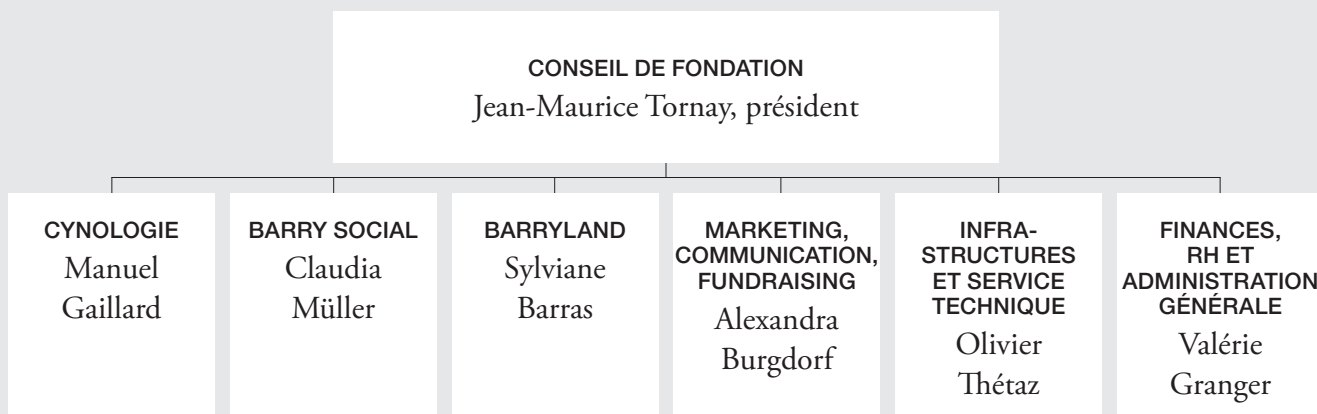 CONSEIL DE FONDATION
Jean-Maurice Tornay, président
CYNOLOGIE
Manuel
Gaillard
BARRY SOCIAL
Claudia
Müller
BARRYLAND
Sylviane
Barras
MARKETING,
COMMUNICATION,
FUNDRAISING
Alexandra
Burgdorf
INFRA-
STRUCTURES
ET SERVICE
TECHNIQUE
Olivier
Thétaz
FINANCES,
RH ET
ADMINISTRATION
GÉNÉRALE
Valérie
Granger